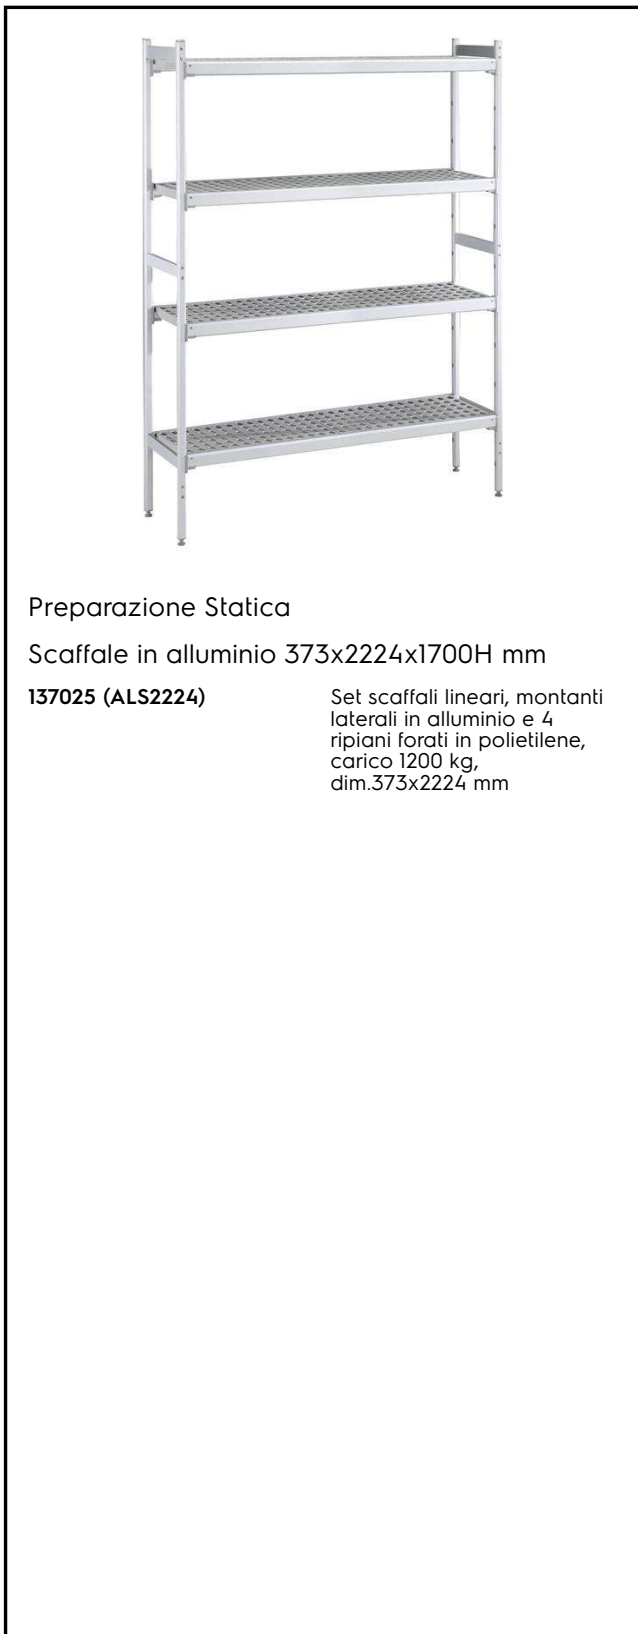 Preparazione Statica
Scaffale in alluminio 373x2224x1700H mm
137025 (ALS2224)
Set scaffali lineari, montanti
laterali in alluminio e 4
ripiani forati in polietilene,
carico 1200 kg,
dim.373x2224 mm